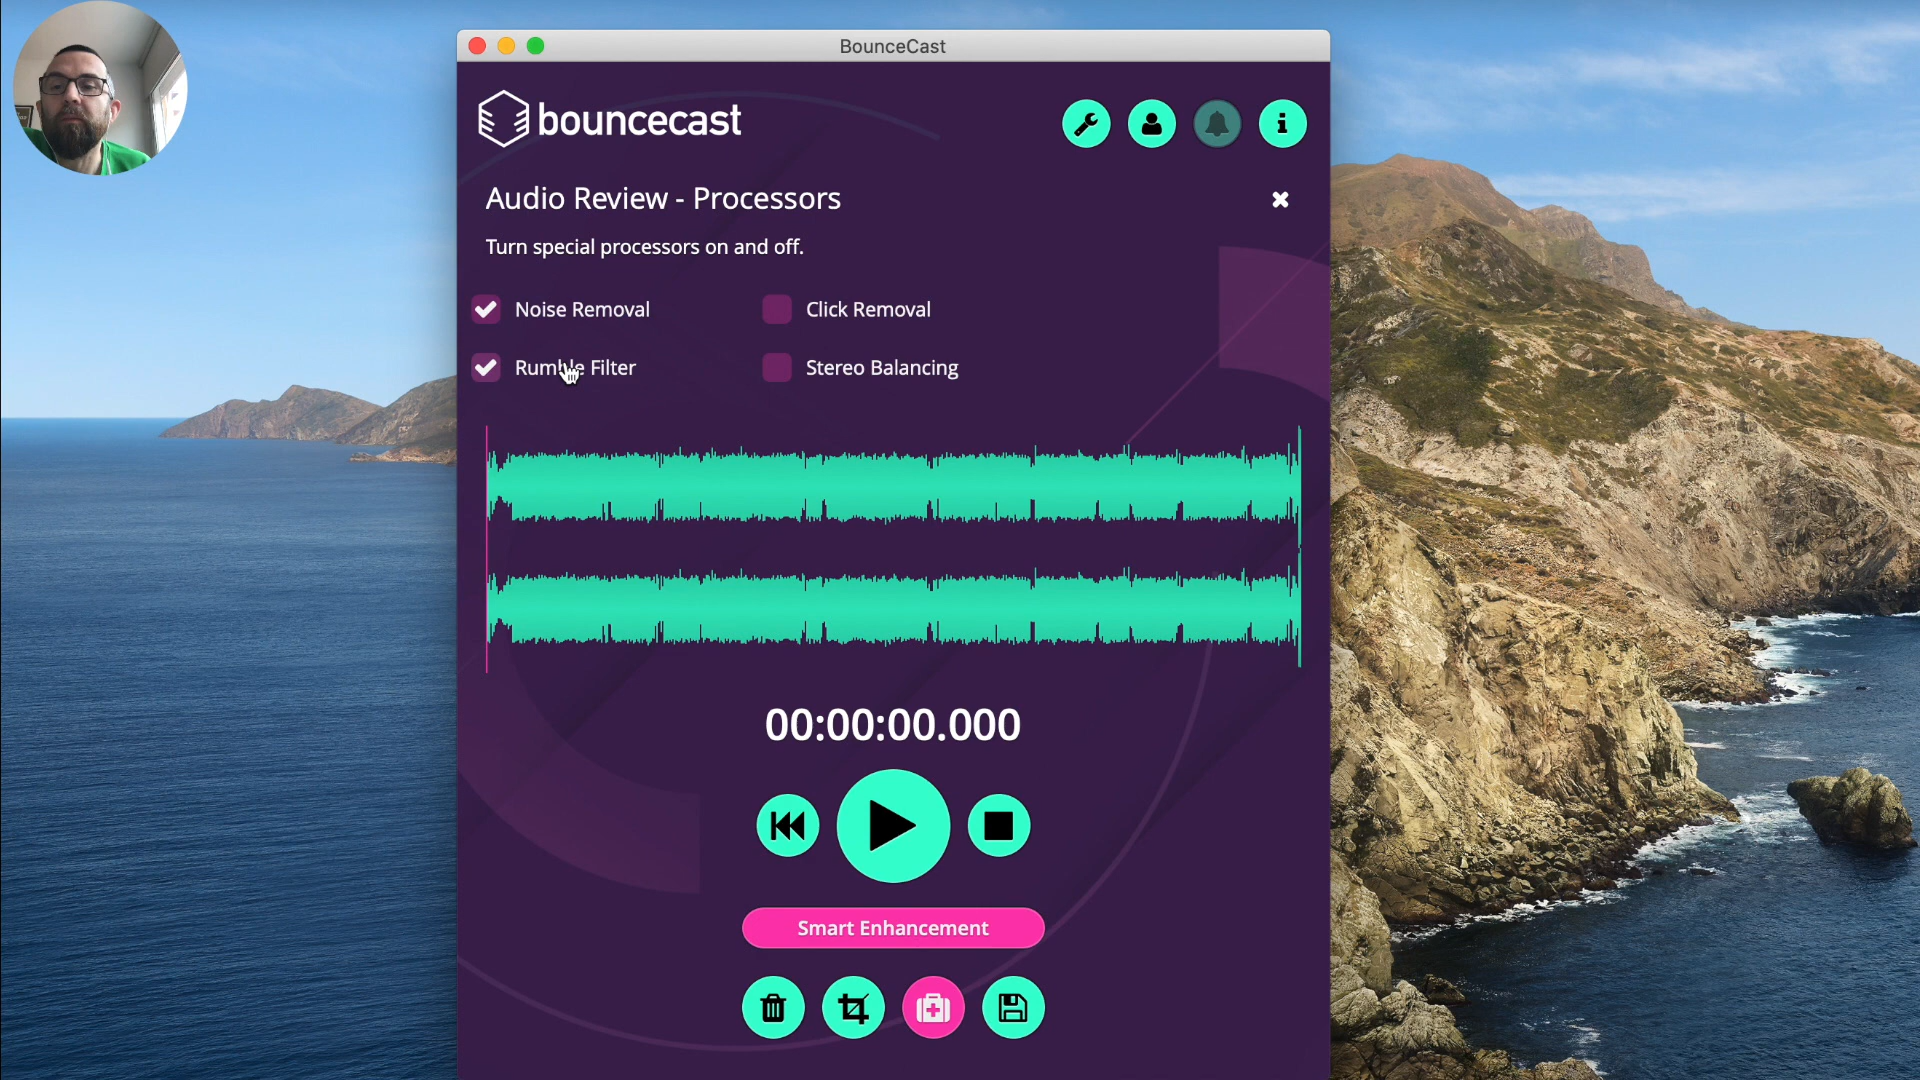 BounceCast
bouncecast
Audio Review - Processors
Turn special processors on and off.
Noise Removal
Click Removal
Rumble Filter
Stereo Balancing
00:00:00.000
Smart Enhancement